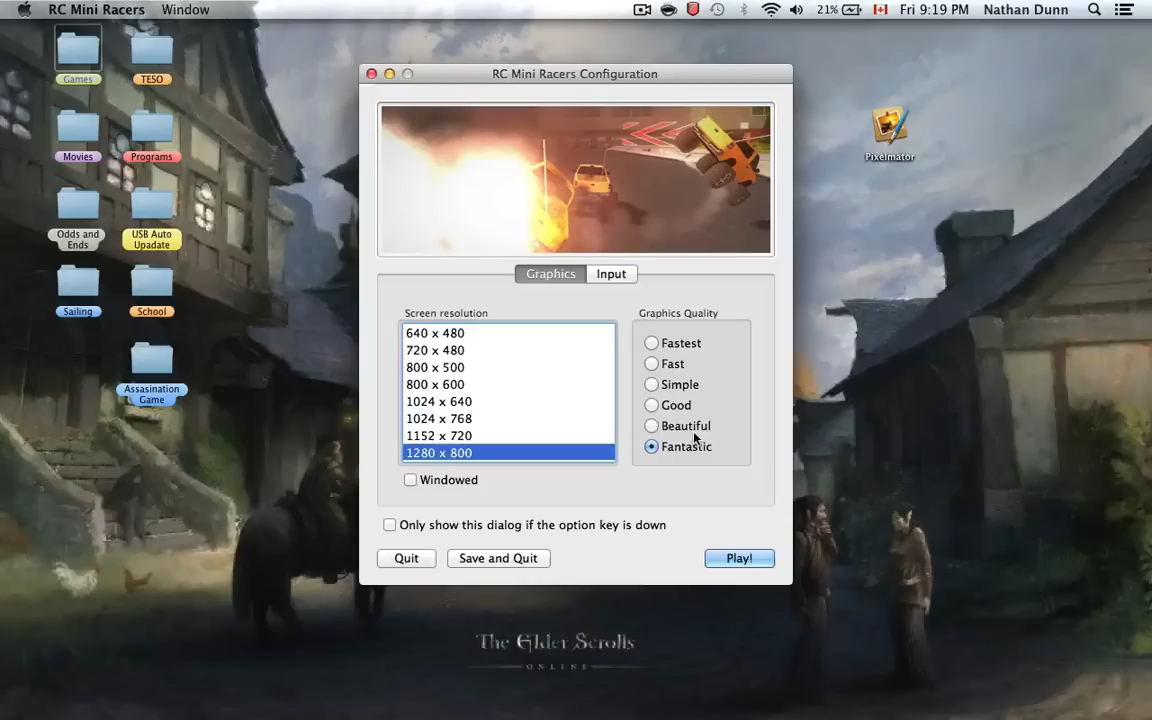 RC Mini Racers Window 21% Fri 9:19 PM Nathan Dunn
Games
TESO
Movies
Programs
Odds and
Ends
USB Auto
Upadate
Sailing
School
Assasination
Game
Pixelmator
RC Mini Racers Configuration
Graphics Input
Screen resolution
640 x 480
720 x 480
800 x 500
800 x 600
1024 x 640
1024 x 768
1152 x 720
1280 x 800
Windowed
Graphics Quality
Fastest
Fast
Simple
Good
Beautiful
Fantastic
Only show this dialog if the option key is down
Quit Save and Quit Play!
The Elder Scrolls
ONLINE